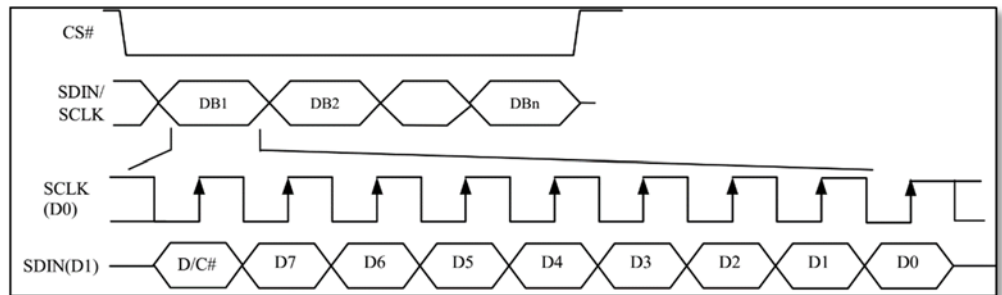 CS#
SDIN/
SCLK
DB1
DB2
DBn
SCLK
(D0)
SDIN(D1)
D/C#
D7
D6
D5
D4
D3
D2
D1
D0